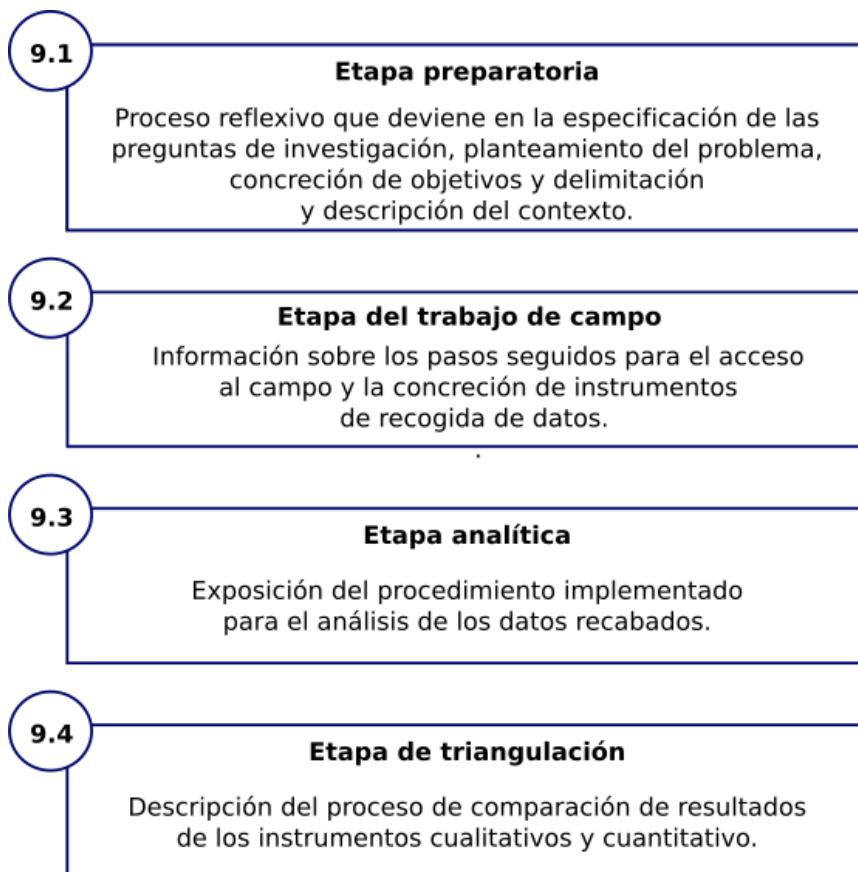 9.1
Etapa preparatoria
Proceso reflexivo que deviene en la especificación de las
preguntas de investigación, planteamiento del problema,
concreción de objetivos y delimitación
y descripción del contexto.
9.2
Etapa del trabajo de campo
Información sobre los pasos seguidos para el acceso
al campo y la concreción de instrumentos
de recogida de datos.
.
9.3
Etapa analítica
Exposición del procedimiento implementado
para el análisis de los datos recabados.
9.4
Etapa de triangulación
Descripción del proceso de comparación de resultados
de los instrumentos cualitativos y cuantitativo.